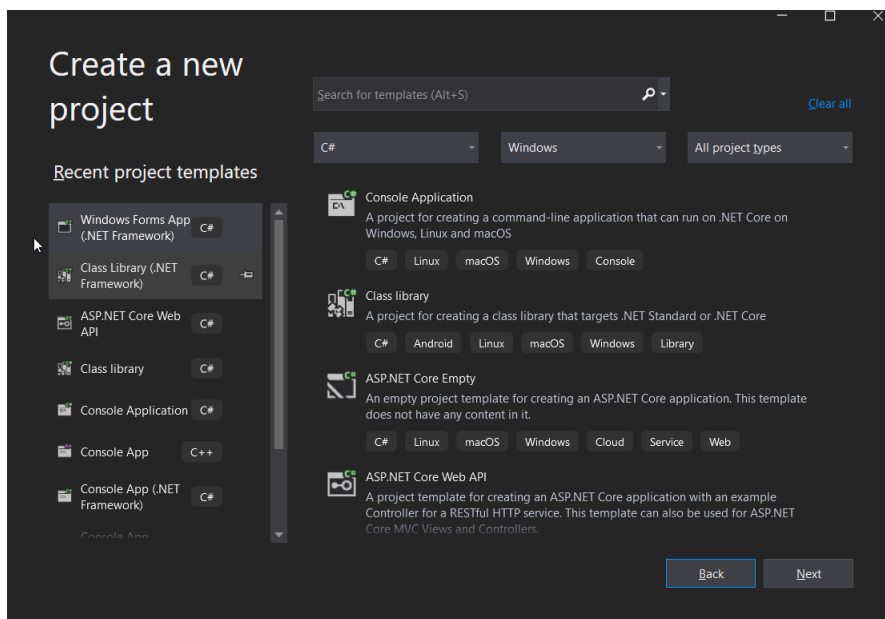 Create a new
project
Search for templates (Alt+S)
Clear all
C#
Windows
All project types
Recent project templates
Windows Forms App
(.NET Framework)
C#
Class Library (.NET
Framework)
C#
ASP.NET Core Web
API
C#
Class library
C#
Console Application
C#
Console App
C++
Console App (.NET
Framework)
C#
Console App
Console Application
A project for creating a command-line application that can run on .NET Core on
Windows, Linux and macOS
C# Linux macOS Windows Console
Class library
A project for creating a class library that targets .NET Standard or .NET Core
C# Android Linux macOS Windows Library
ASP.NET Core Empty
An empty project template for creating an ASP.NET Core application. This template
does not have any content in it.
C# Linux macOS Windows Cloud Service Web
ASP.NET Core Web API
A project template for creating an ASP.NET Core application with an example
Controller for a RESTful HTTP service. This template can also be used for ASP.NET
Core MVC Views and Controllers.
Back
Next